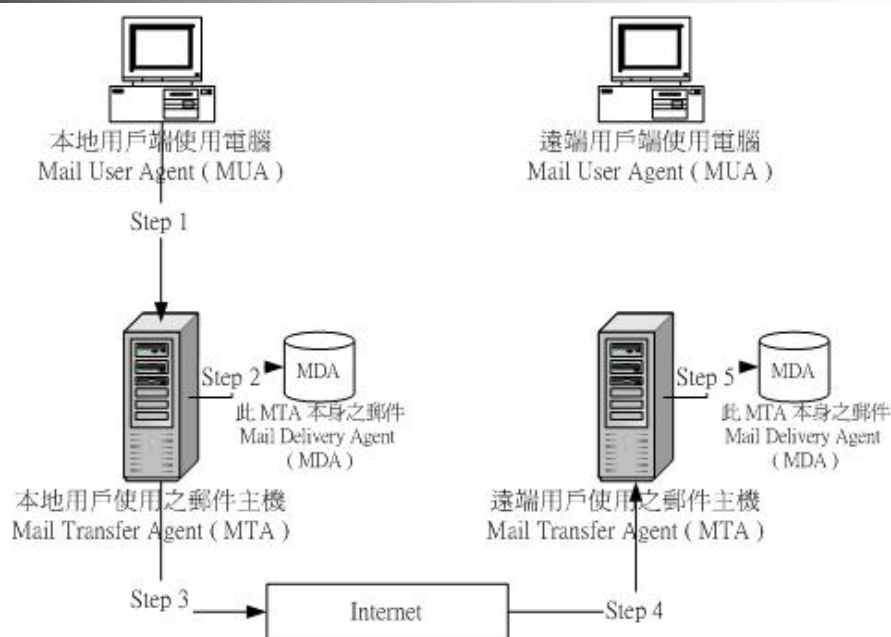 本地用戶端使用電腦
Mail User Agent ( MUA )
遠端用戶端使用電腦
Mail User Agent ( MUA )
Step 1
Step 2
MDA
此 MTA 本身之郵件
Mail Delivery Agent
( MDA )
Step 5
MDA
此 MTA 本身之郵件
Mail Delivery Agent
( MDA )
本地用戶使用之郵件主機
Mail Transfer Agent ( MTA )
遠端用戶使用之郵件主機
Mail Transfer Agent ( MTA )
Step 3
Internet
Step 4